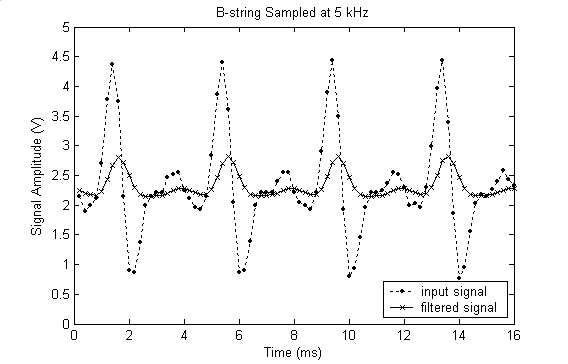 B-string Sampled at 5 kHz
5
4.5
4
3.5
3
2.5
2
1.5
1
0.5
0
Signal Amplitude (V)
0 2 4 6 8 10 12 14 16
Time (ms)
input signal
filtered signal